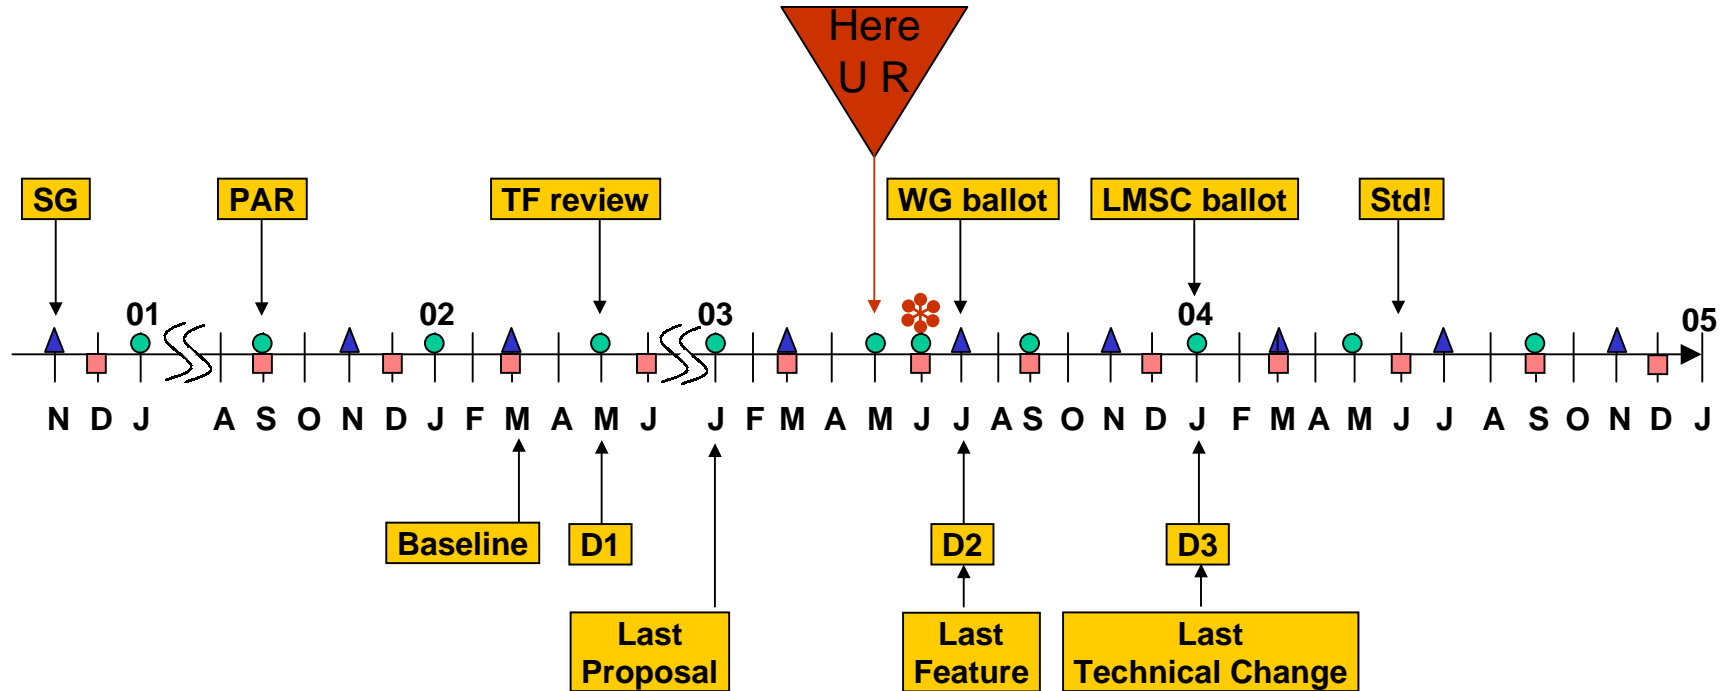 Here
U R
SG
PAR
TF review
WG ballot
LMSC ballot
Std!
01
02
03
04
05
N D J A S O N D J F M A M J J F M A M J J A S O N D J F M A M J J A S O N D J
Baseline
D1
D2
D3
Last
Proposal
Last
Feature
Last
Technical Change